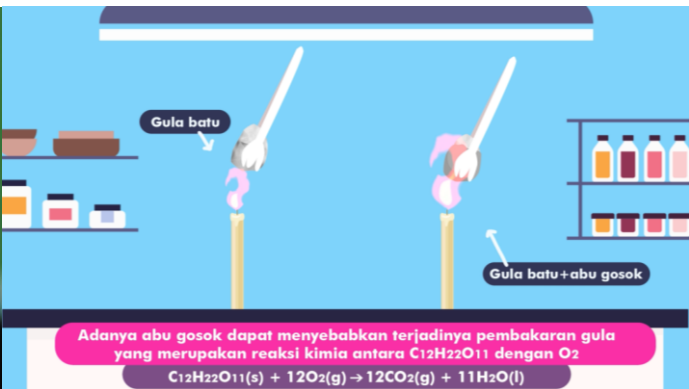 Gula batu
Gula batu+abu gosok
Adanya abu gosok dapat menyebabkan terjadinya pembakaran gula
yang merupakan reaksi kimia antara C12H22O11 dengan O2
C12H22O11(s) + 12O2(g) → 12CO2(g) + 11H2O(l)